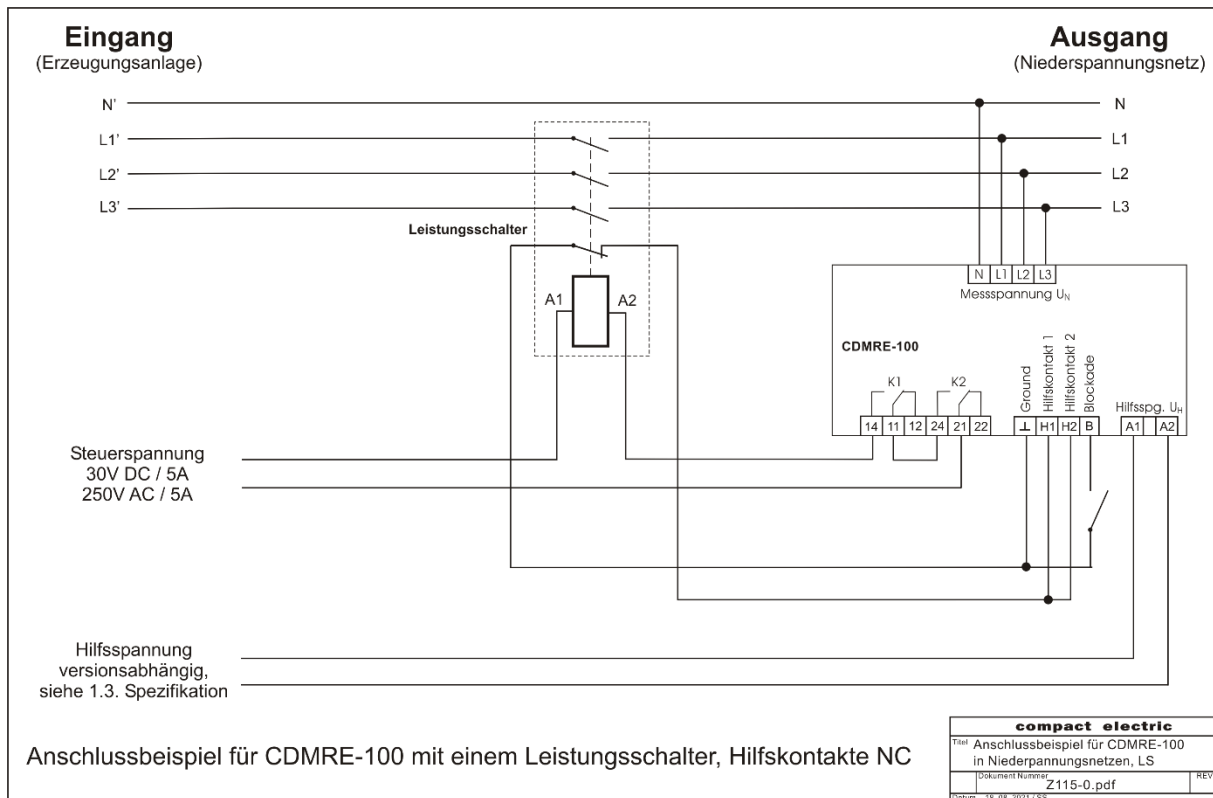 Eingang
(Erzeugungsanlage)
Ausgang
(Niederspannungsnetz)
N'
N
L1'
L1
L2'
L2
L3'
L3
Leistungsschalter
A1
A2
N L1 L2 L3
Messspannung UN
CDMRE-100
K1
K2
Ground
Hilfskontakt 1
Hilfskontakt 2
Blockade
Hilfsspg. UH
14 11 12 24 21 22
⊥ H1 H2 B
A1 A2
Steuerspannung
30V DC / 5A
250V AC / 5A
Hilfsspannung
versionsabhängig,
siehe 1.3. Spezifikation
Anschlussbeispiel für CDMRE-100 mit einem Leistungsschalter, Hilfskontakte NC
compact electric
Titel Anschlussbeispiel für CDMRE-100
in Niederpannungsnetzen, LS
Dokument Nummer
REV
Z115-0.pdf
Datum